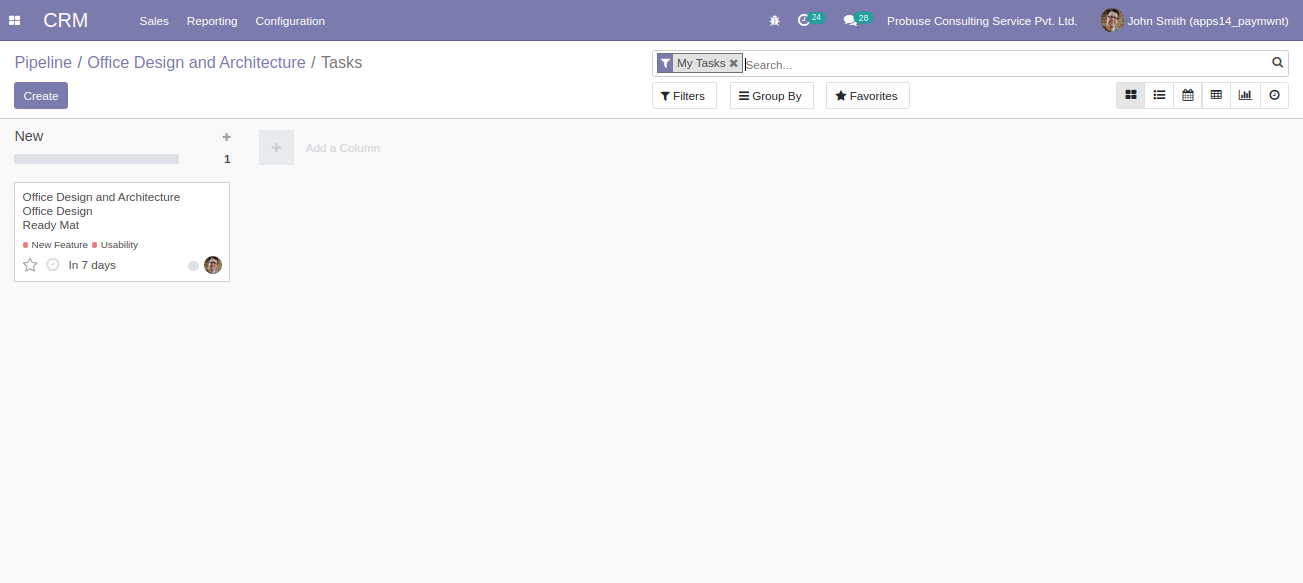 CRM Sales Reporting Configuration 24 28 Probuse Consulting Service Pvt. Ltd. John Smith (apps14_paymwnt)
Pipeline / Office Design and Architecture / Tasks
My Tasks Search...
Create
Filters Group By Favorites
New
1
Add a Column
Office Design and Architecture
Office Design
Ready Mat
New Feature Usability
In 7 days